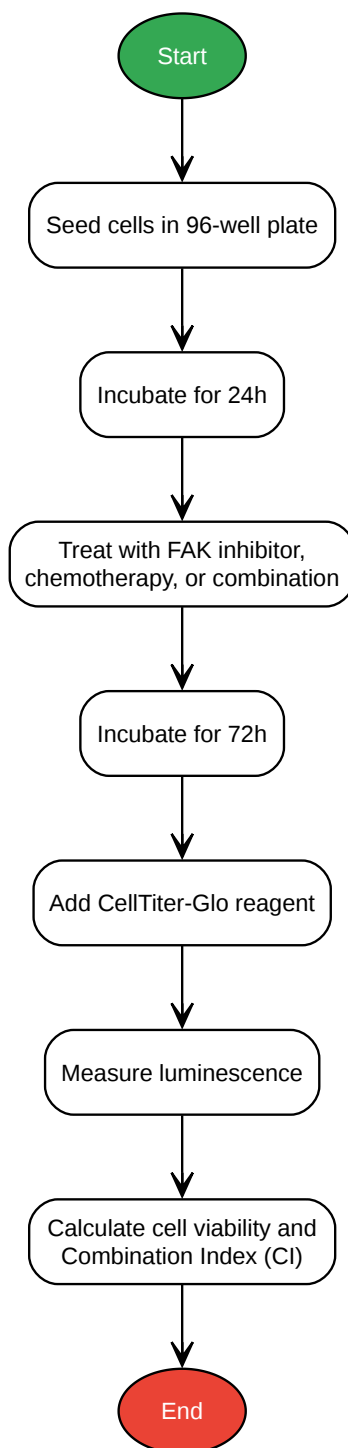 Start
Seed cells in 96-well plate
Incubate for 24h
Treat with FAK inhibitor,
chemotherapy, or combination
Incubate for 72h
Add CellTiter-Glo reagent
Measure luminescence
Calculate cell viability and
Combination Index (CI)
End